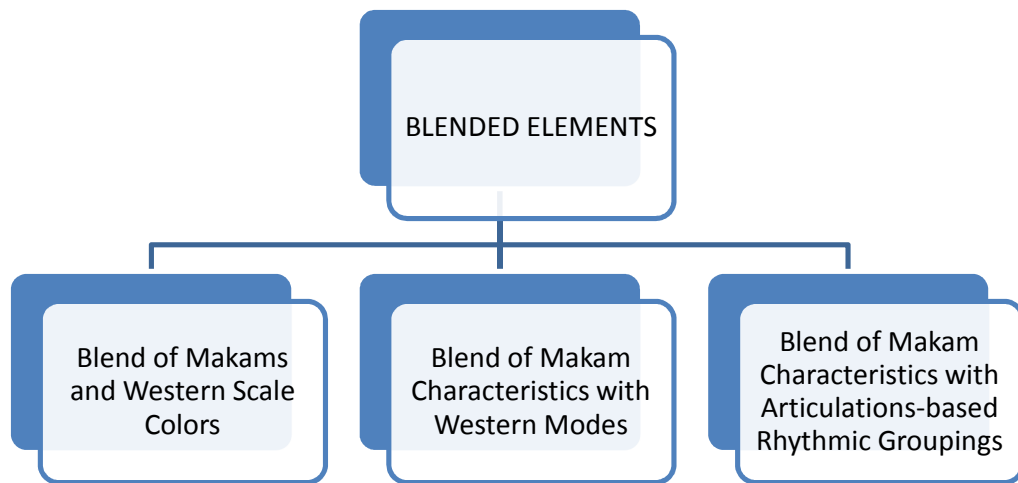 BLENDED ELEMENTS
Blend of Makams
and Western Scale
Colors
Blend of Makam
Characteristics with
Western Modes
Blend of Makam
Characteristics with
Articulations-based
Rhythmic Groupings